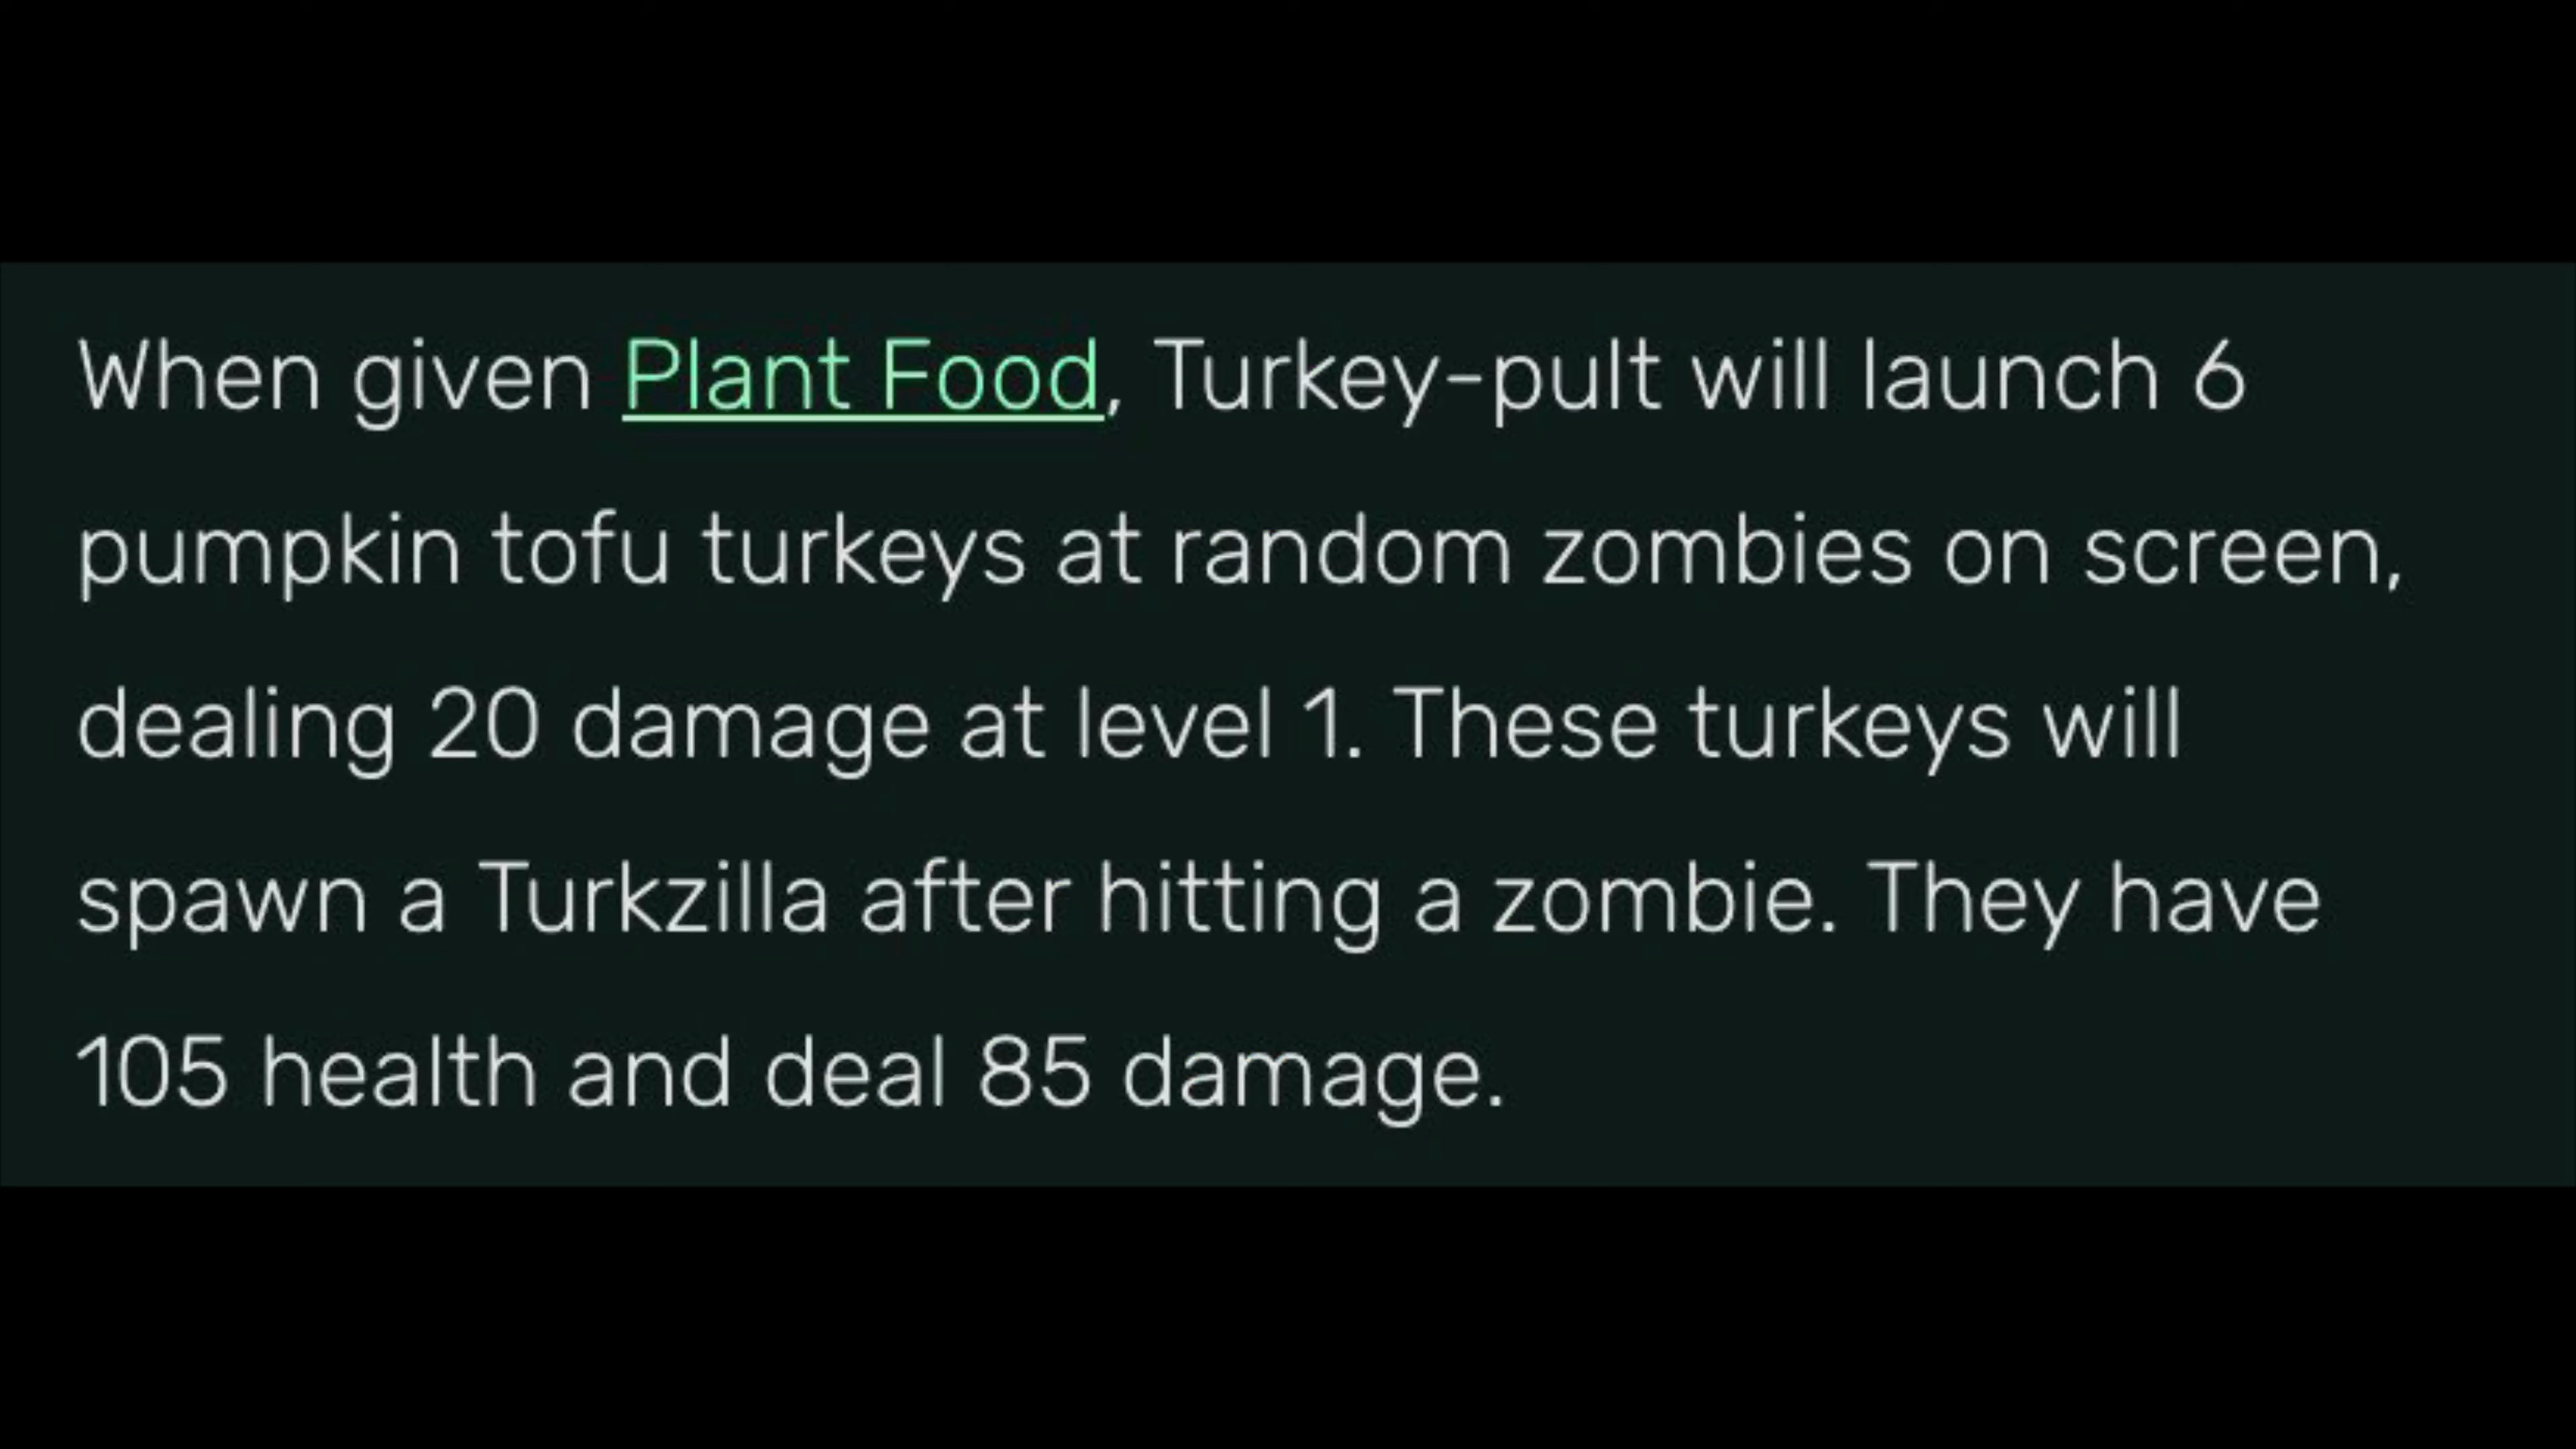 When given Plant Food, Turkey-pult will launch 6
pumpkin tofu turkeys at random zombies on screen,
dealing 20 damage at level 1. These turkeys will
spawn a Turkzilla after hitting a zombie. They have
105 health and deal 85 damage.